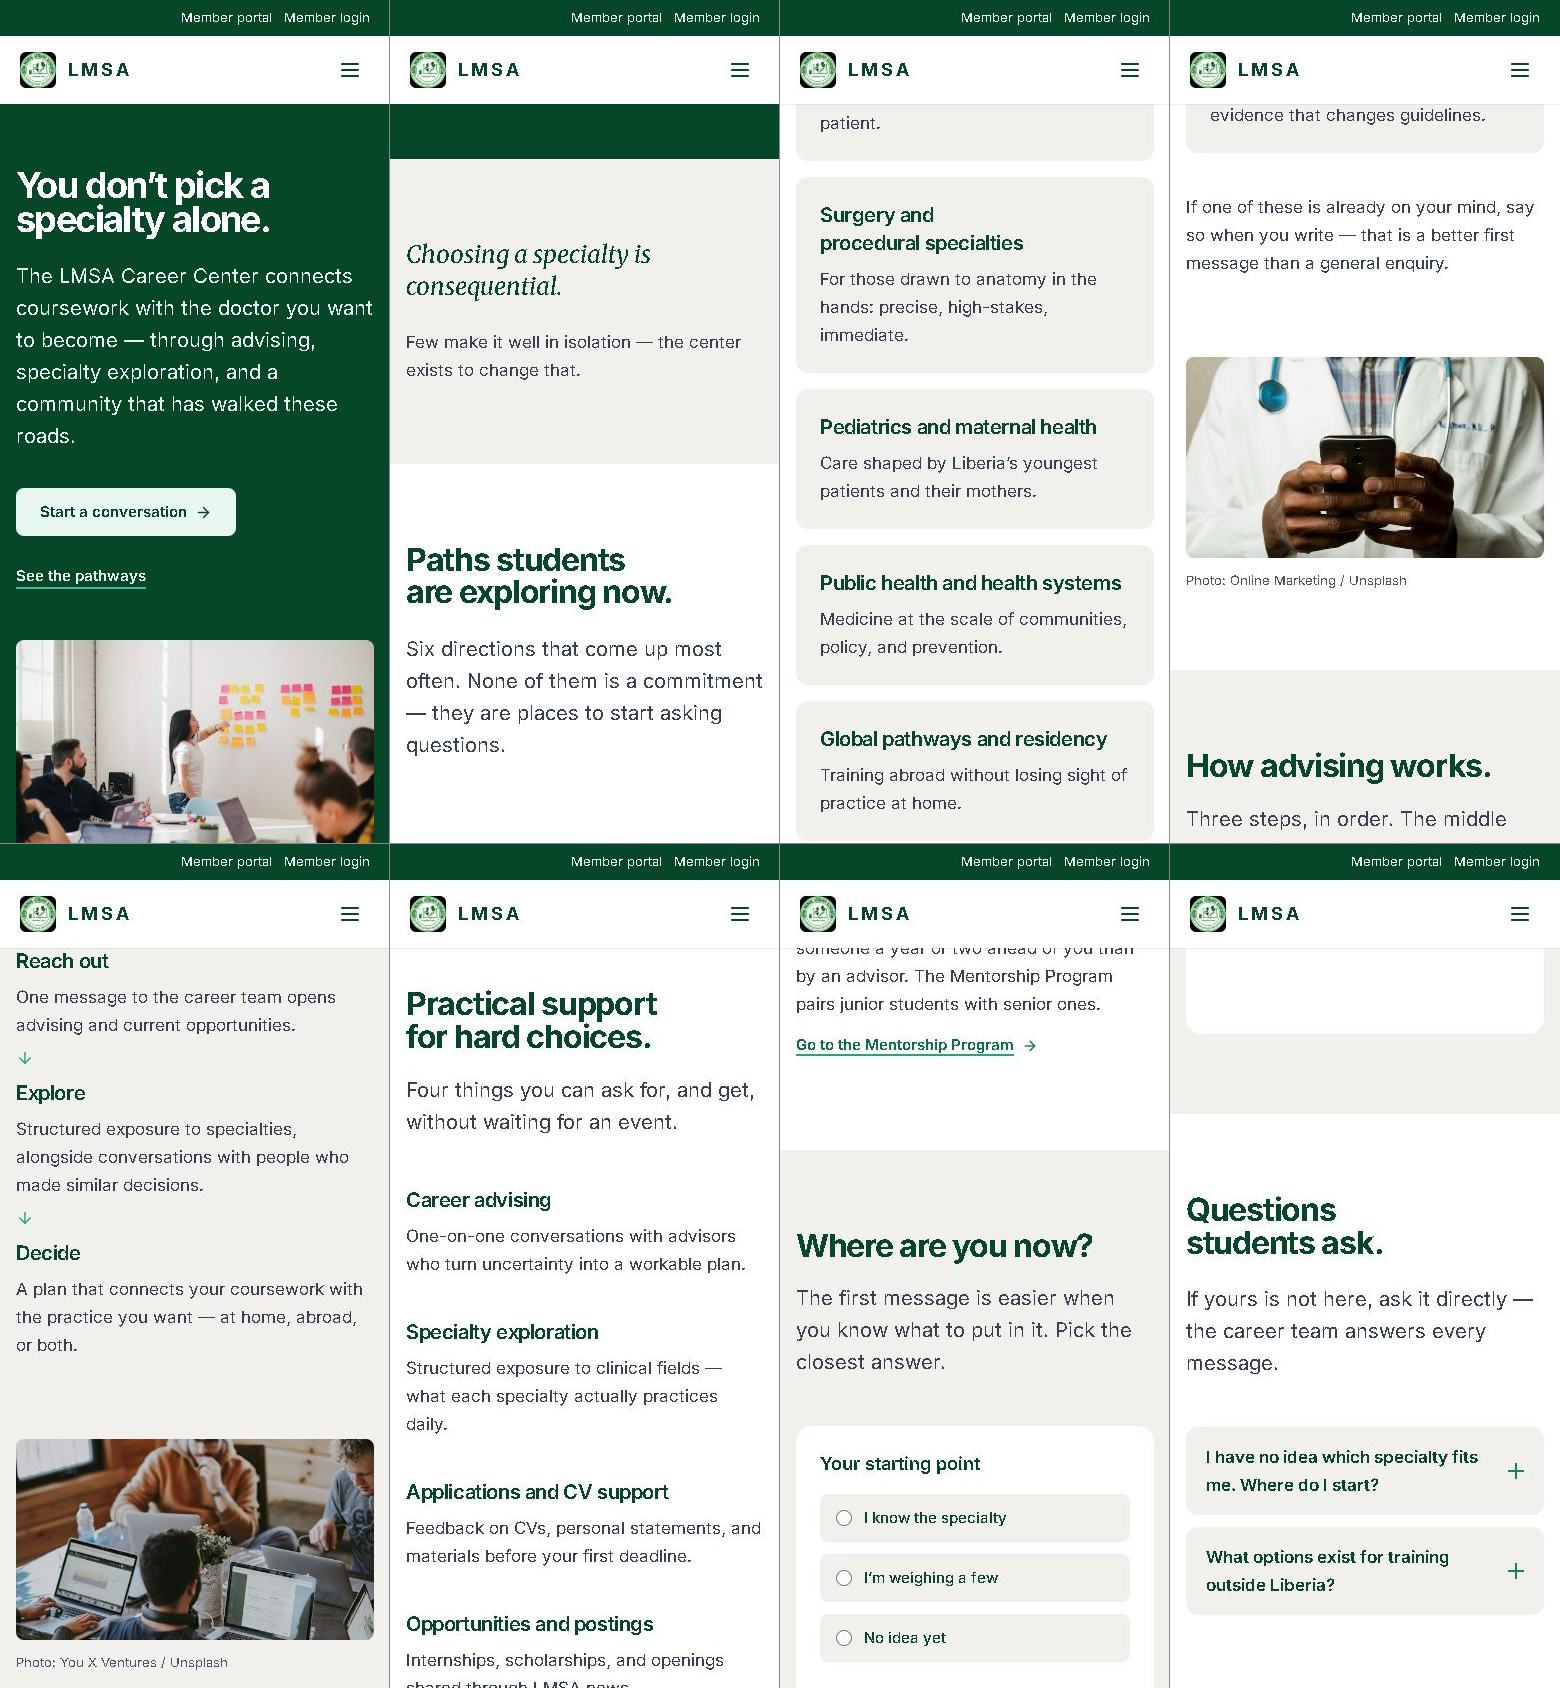 Member portal Member login
LMSA
You don’t pick a
specialty alone.
The LMSA Career Center connects
coursework with the doctor you want
to become — through advising,
specialty exploration, and a
community that has walked these
roads.
Start a conversation →
See the pathways
Member portal Member login
LMSA
Choosing a specialty is
consequential.
Few make it well in isolation — the center
exists to change that.
Paths students
are exploring now.
Six directions that come up most
often. None of them is a commitment
— they are places to start asking
questions.
Member portal Member login
LMSA
patient.
Surgery and
procedural specialties
For those drawn to anatomy in the
hands: precise, high-stakes,
immediate.
Pediatrics and maternal health
Care shaped by Liberia’s youngest
patients and their mothers.
Public health and health systems
Medicine at the scale of communities,
policy, and prevention.
Global pathways and residency
Training abroad without losing sight of
practice at home.
Member portal Member login
LMSA
evidence that changes guidelines.
If one of these is already on your mind, say
so when you write — that is a better first
message than a general enquiry.
Photo: Online Marketing / Unsplash
How advising works.
Three steps, in order. The middle
Member portal Member login
LMSA
Reach out
One message to the career team opens
advising and current opportunities.
↓
Explore
Structured exposure to specialties,
alongside conversations with people who
made similar decisions.
↓
Decide
A plan that connects your coursework with
the practice you want — at home, abroad,
or both.
Photo: You X Ventures / Unsplash
Member portal Member login
LMSA
Practical support
for hard choices.
Four things you can ask for, and get,
without waiting for an event.
Career advising
One-on-one conversations with advisors
who turn uncertainty into a workable plan.
Specialty exploration
Structured exposure to clinical fields —
what each specialty actually practices
daily.
Applications and CV support
Feedback on CVs, personal statements, and
materials before your first deadline.
Opportunities and postings
Internships, scholarships, and openings
shared through LMSA news.
Member portal Member login
LMSA
someone a year or two ahead of you than
by an advisor. The Mentorship Program
pairs junior students with senior ones.
Go to the Mentorship Program →
Where are you now?
The first message is easier when
you know what to put in it. Pick the
closest answer.
Your starting point
I know the specialty
I’m weighing a few
No idea yet
Member portal Member login
LMSA
Questions
students ask.
If yours is not here, ask it directly —
the career team answers every
message.
I have no idea which specialty fits
me. Where do I start?
What options exist for training
outside Liberia?